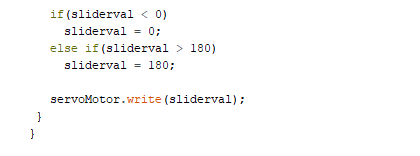 if(sliderval < 0)
sliderval = 0;
else if(sliderval > 180)
sliderval = 180;
servoMotor.write(sliderval);
}
}